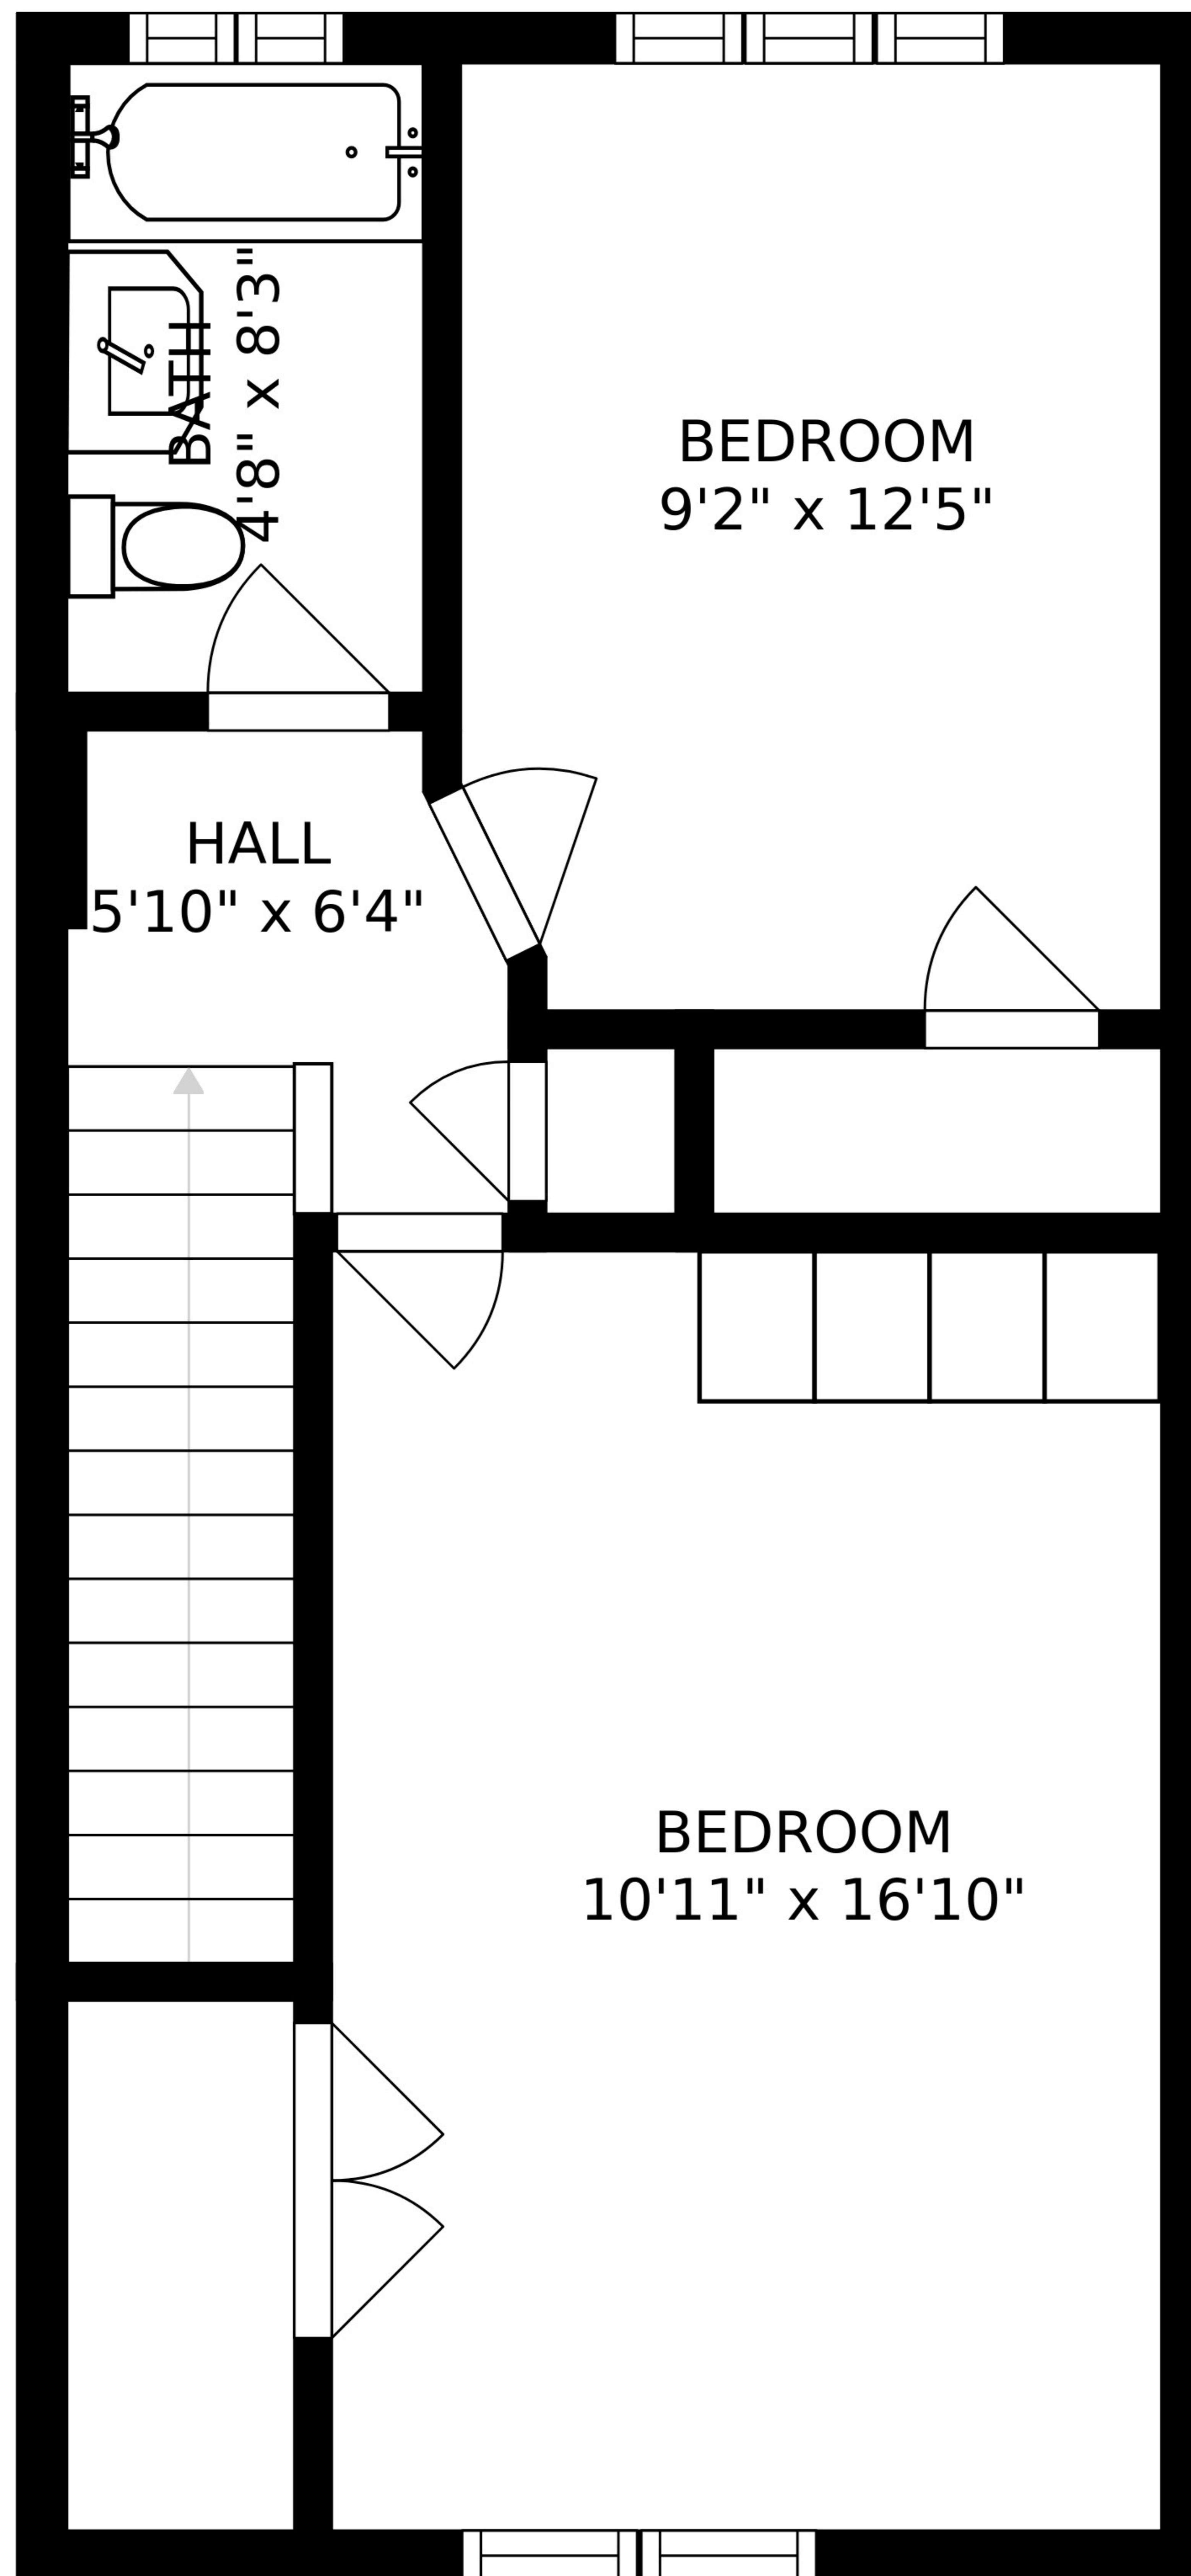 BATH
4'8" x 8'3"
BEDROOM
9'2" x 12'5"
HALL
5'10" x 6'4"
BEDROOM
10'11" x 16'10"